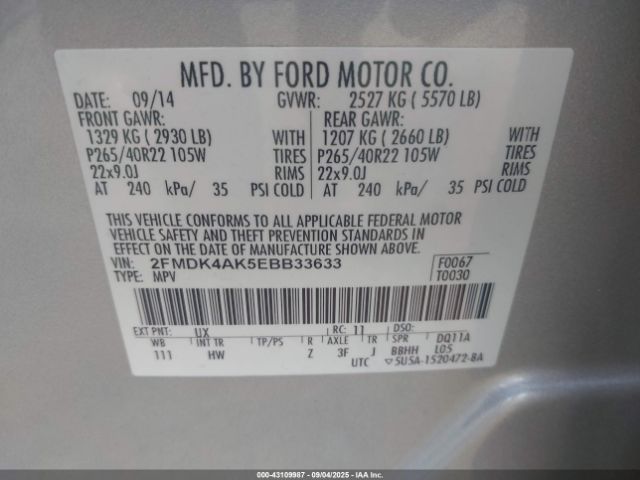 MFD. BY FORD MOTOR CO.
DATE: 09/14 GVWR: 2527 KG ( 5570 LB)
FRONT GAWR: REAR GAWR:
1329 KG ( 2930 LB) WITH 1207 KG ( 2660 LB) WITH
P265/40R22 105W TIRES P265/40R22 105W TIRES
22x9.0J RIMS 22x9.0J RIMS
AT 240 kPa/ 35 PSI COLD AT 240 kPa/ 35 PSI COLD
THIS VEHICLE CONFORMS TO ALL APPLICABLE FEDERAL MOTOR
VEHICLE SAFETY AND THEFT PREVENTION STANDARDS IN
EFFECT ON THE DATE OF MANUFACTURE SHOWN ABOVE.
VIN: 2FMDK4AK5EBB33633 F0067
TYPE: MPV T0030
EXT PNT: UX RC: 11 DSO:
WB INT TR TP/PS R AXLE TR SPR DQ11A
111 HW Z 3F J BBHH L05
UTC ▽5U5A-1520472-BA
000-43109987 - 09/04/2025 - IAAI.COM